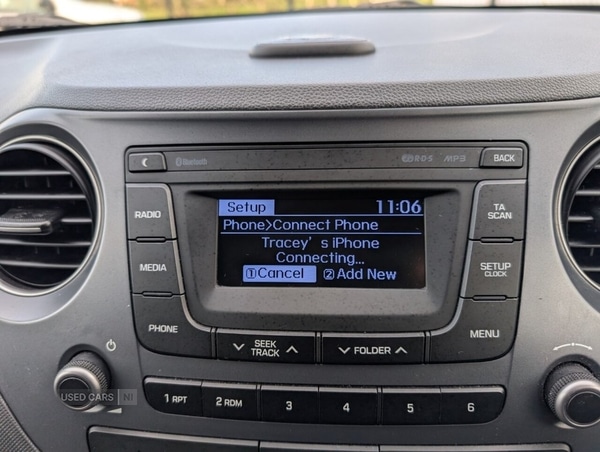 Bluetooth RDS MP3 BACK
RADIO
MEDIA
PHONE
Setup 11:06
Phone>Connect Phone
Tracey's iPhone
Connecting...
①Cancel ②Add New
TA
SCAN
SETUP
CLOCK
MENU
SEEK
TRACK
FOLDER
1 RPT 2 RDM 3 4 5 6
USED CARS NI